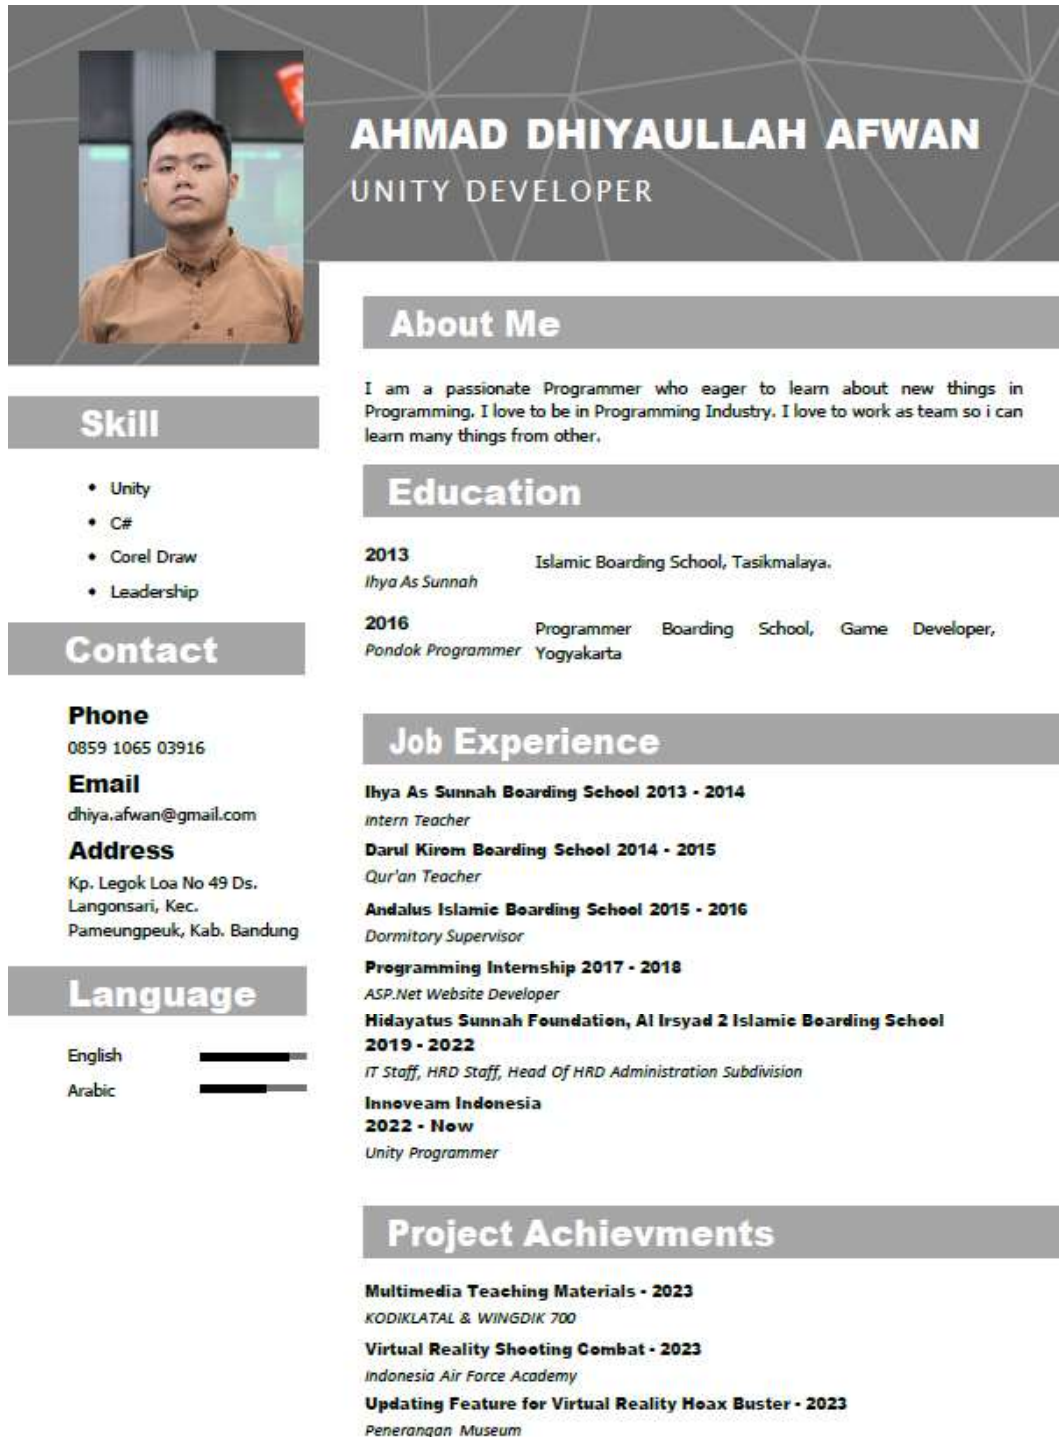 AHMAD DHIYAULLAH AFWAN
UNITY DEVELOPER
Skill
• Unity
• C#
• Corel Draw
• Leadership
Contact
Phone
0859 1065 03916
Email
dhiya.afwan@gmail.com
Address
Kp. Legok Loa No 49 Ds.
Langonsari, Kec.
Pameungpeuk, Kab. Bandung
Language
English
Arabic
About Me
I am a passionate Programmer who eager to learn about new things in
Programming. I love to be in Programming Industry. I love to work as team so i can
learn many things from other.
Education
2013
Ihya As Sunnah
Islamic Boarding School, Tasikmalaya.
2016
Pondok Programmer
Programmer Boarding School, Game Developer,
Yogyakarta
Job Experience
Ihya As Sunnah Boarding School 2013 - 2014
Intern Teacher
Darul Kirom Boarding School 2014 - 2015
Qur'an Teacher
Andalus Islamic Boarding School 2015 - 2016
Dormitory Supervisor
Programming Internship 2017 - 2018
ASP.Net Website Developer
Hidayatus Sunnah Foundation, Al Irsyad 2 Islamic Boarding School
2019 - 2022
IT Staff, HRD Staff, Head Of HRD Administration Subdivision
Innoveam Indonesia
2022 - Now
Unity Programmer
Project Achievments
Multimedia Teaching Materials - 2023
KODIKLATAL & WINGDIK 700
Virtual Reality Shooting Combat - 2023
Indonesia Air Force Academy
Updating Feature for Virtual Reality Hoax Buster - 2023
Penerangan Museum